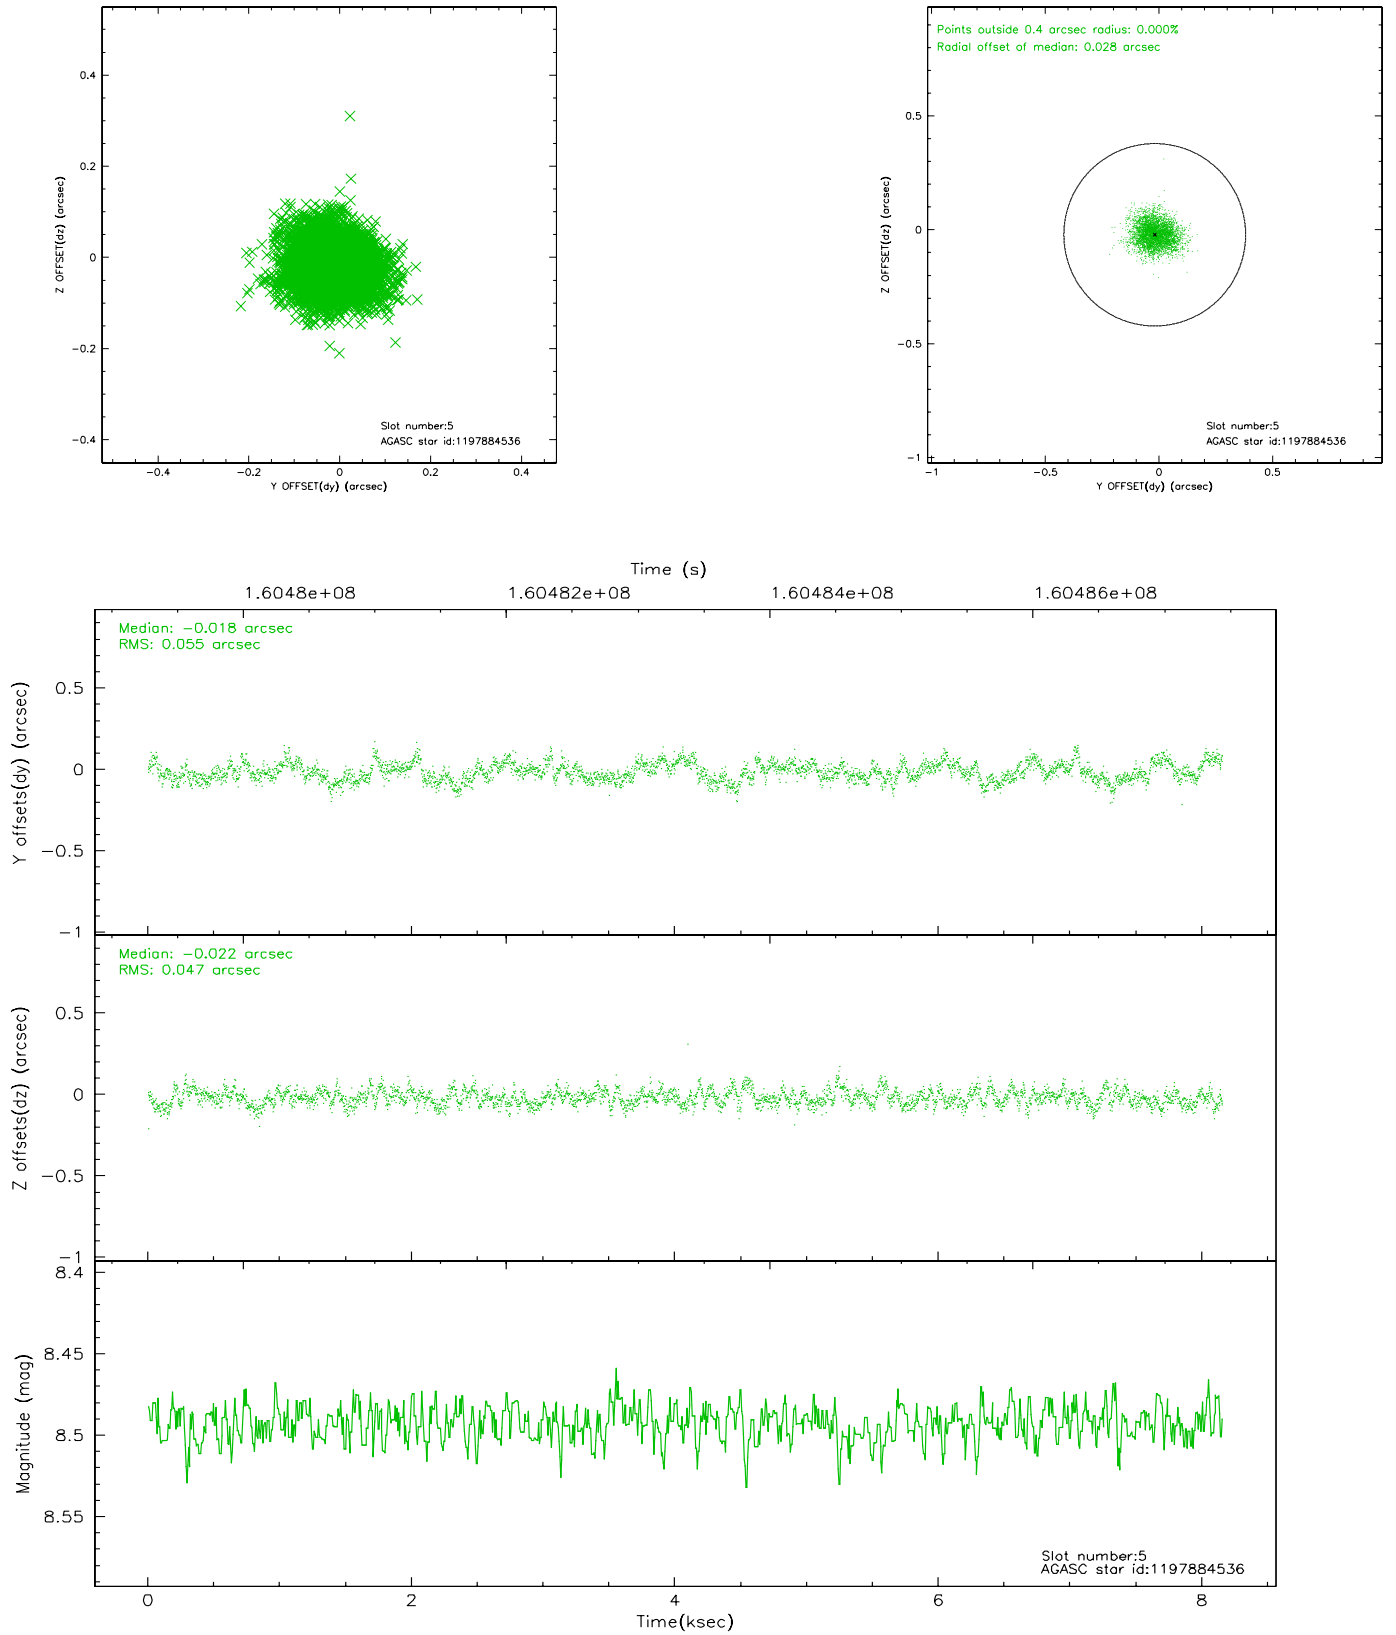 0.4
0.2
0
−0.2
−0.4
Z OFFSET(dz) (arcsec)
Slot number:5
AGASC star id:1197884536
−0.4 −0.2 0 0.2 0.4
Y OFFSET(dy) (arcsec)
Points outside 0.4 arcsec radius: 0.000%
Radial offset of median: 0.028 arcsec
0.5
0
−0.5
−1
Z OFFSET(dz) (arcsec)
Slot number:5
AGASC star id:1197884536
−1 −0.5 0 0.5
Y OFFSET(dy) (arcsec)
Time (s)
1.6048e+08 1.60482e+08 1.60484e+08 1.60486e+08
Median: −0.018 arcsec
RMS: 0.055 arcsec
0.5
0
−0.5
−1
Y offsets(dy) (arcsec)
Median: −0.022 arcsec
RMS: 0.047 arcsec
0.5
0
−0.5
−1
Z offsets(dz) (arcsec)
8.4
8.45
8.5
8.55
Magnitude (mag)
Slot number:5
AGASC star id:1197884536
0 2 4 6 8
Time(ksec)